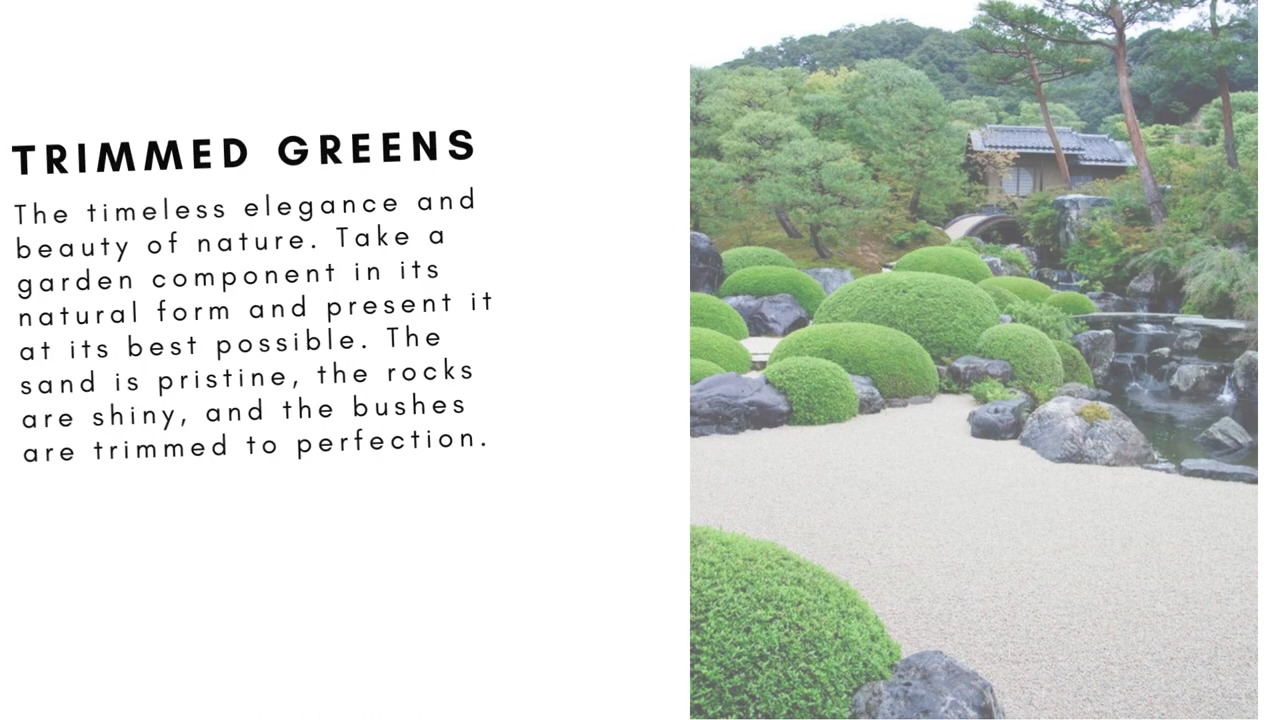 TRIMMED GREENS
The timeless elegance and
beauty of nature. Take a
garden component in its
natural form and present it
at its best possible. The
sand is pristine, the rocks
are shiny, and the bushes
are trimmed to perfection.